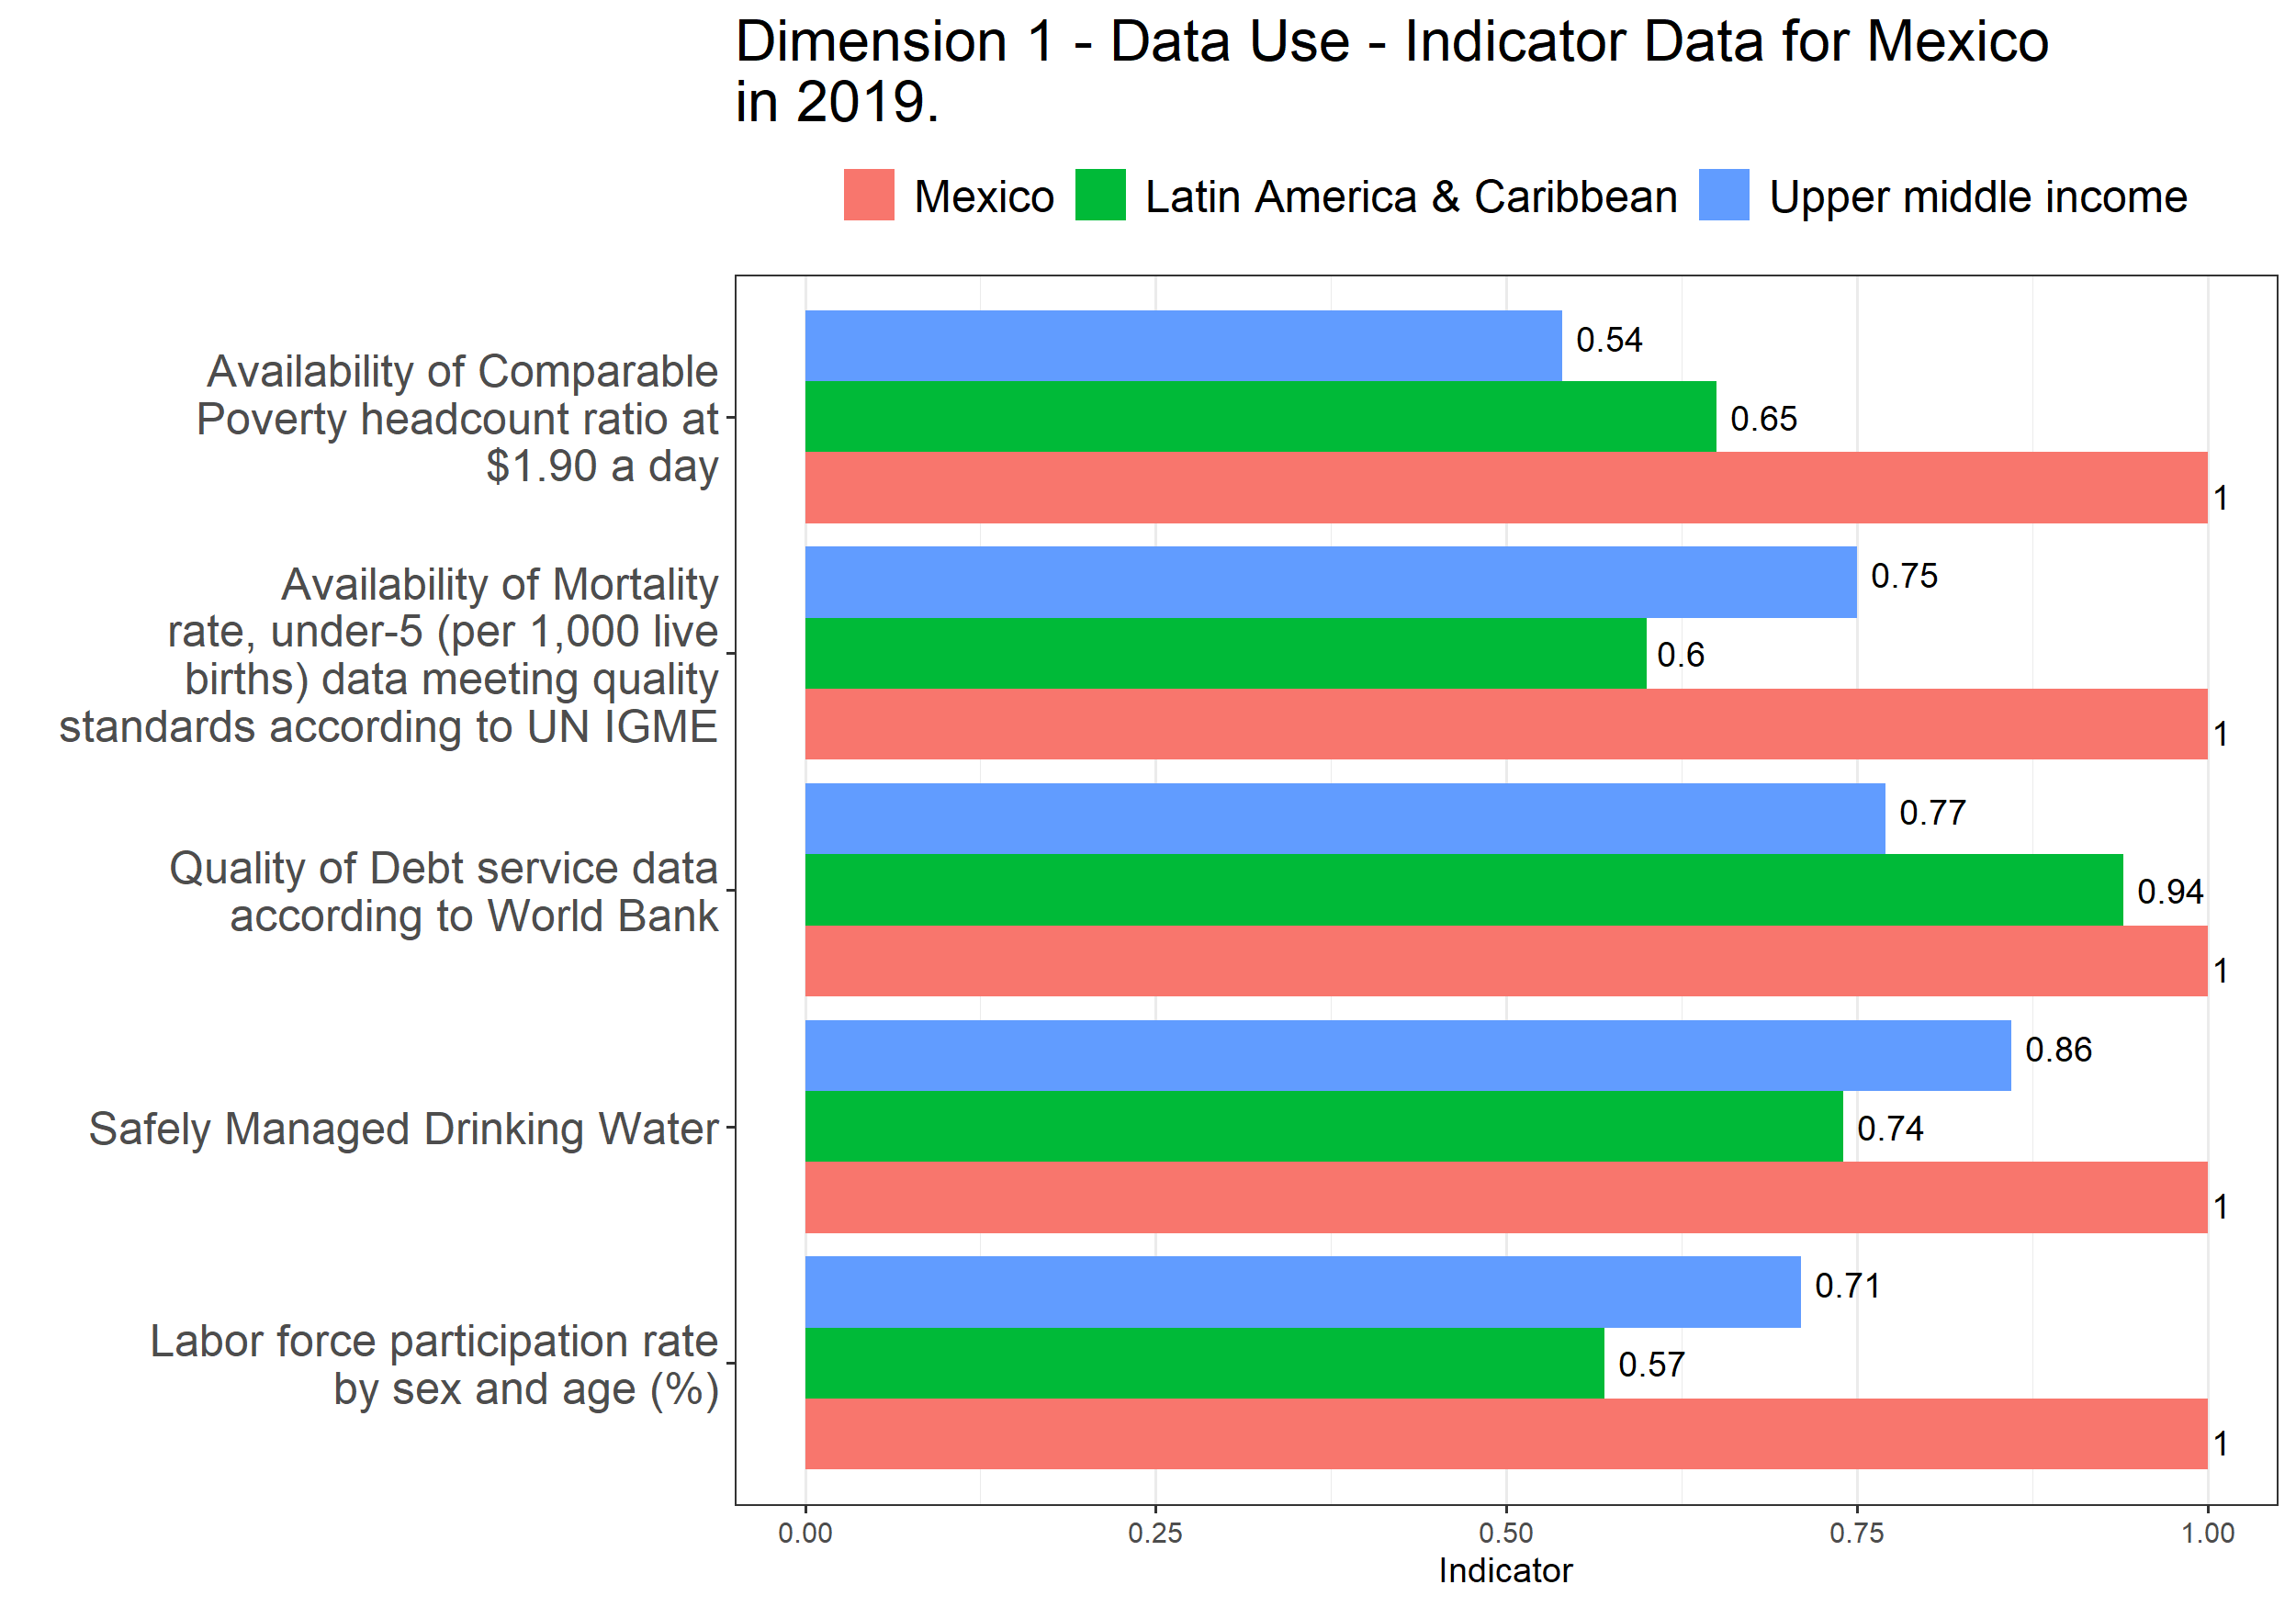 Dimension 1 - Data Use - Indicator Data for Mexico
in 2019.
Mexico
Latin America & Caribbean
Upper middle income
Availability of Comparable
Poverty headcount ratio at
$1.90 a day
0.54
0.65
1
Availability of Mortality
rate, under-5 (per 1,000 live
births) data meeting quality
standards according to UN IGME
0.75
0.6
1
Quality of Debt service data
according to World Bank
0.77
0.94
1
Safely Managed Drinking Water
0.86
0.74
1
Labor force participation rate
by sex and age (%)
0.71
0.57
1
0.00
0.25
0.50
0.75
1.00
Indicator